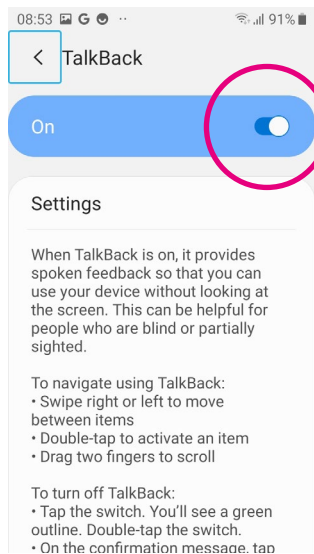 08:53 G 91%
TalkBack
On
Settings
When TalkBack is on, it provides
spoken feedback so that you can
use your device without looking at
the screen. This can be helpful for
people who are blind or partially
sighted.
To navigate using TalkBack:
• Swipe right or left to move
between items
• Double-tap to activate an item
• Drag two fingers to scroll
To turn off TalkBack:
• Tap the switch. You'll see a green
outline. Double-tap the switch.
• On the confirmation message, tap